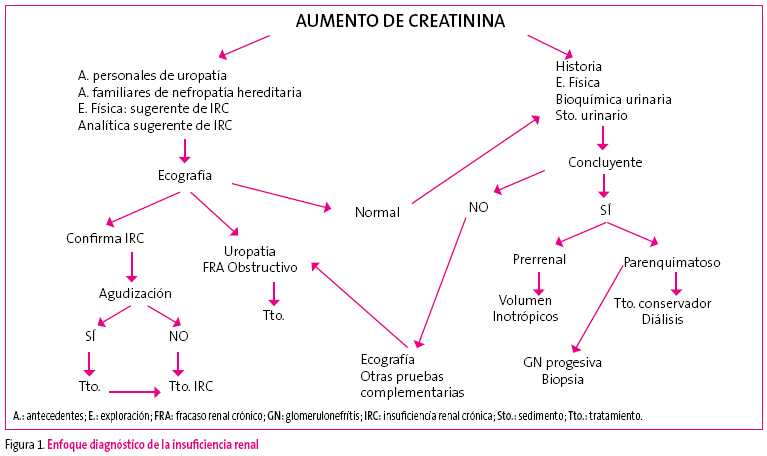 AUMENTO DE CREATININA
A. personales de uropatía
A. familiares de nefropatía hereditaria
E. Física: sugerente de IRC
Analítica sugerente de IRC
Historia
E. Física
Bioquímica urinaria
Sto. urinario
Ecografía
Concluyente
Normal
NO
SÍ
Confirma IRC
Uropatía
FRA Obstructivo
Prerrenal
Parenquimatoso
Agudización
Tto.
Volumen
Inotrópicos
Tto. conservador
Diálisis
SÍ
NO
Ecografía
Otras pruebas
complementarias
GN progesiva
Biopsia
Tto.
Tto. IRC
A.: antecedentes; E.: exploración; FRA: fracaso renal crónico; GN: glomerulonefrítis; IRC: insuficiencia renal crónica; Sto.: sedimento; Tto.: tratamiento.
Figura 1. Enfoque diagnóstico de la insuficiencia renal